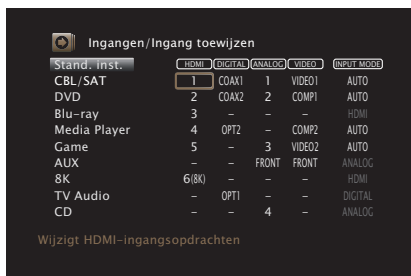 Ingangen/Ingang toewijzen
Stand. inst. HDMI DIGITAL ANALOG VIDEO INPUT MODE
CBL/SAT 1 COAX1 1 VIDEO1 AUTO
DVD 2 COAX2 2 COMP1 AUTO
Blu-ray 3 – – – HDMI
Media Player 4 OPT2 – COMP2 AUTO
Game 5 – 3 VIDEO2 AUTO
AUX – – FRONT FRONT ANALOG
8K 6(8K) – – – HDMI
TV Audio – OPT1 – – DIGITAL
CD – – 4 – ANALOG
Wijzigt HDMI-ingangsopdrachten